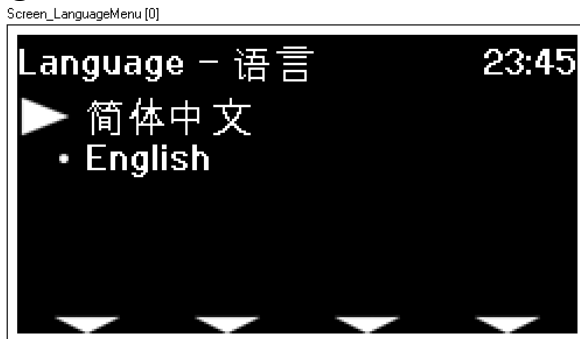 Screen_LanguageMenu [0]
Language – 语言 23:45
简体中文
• English